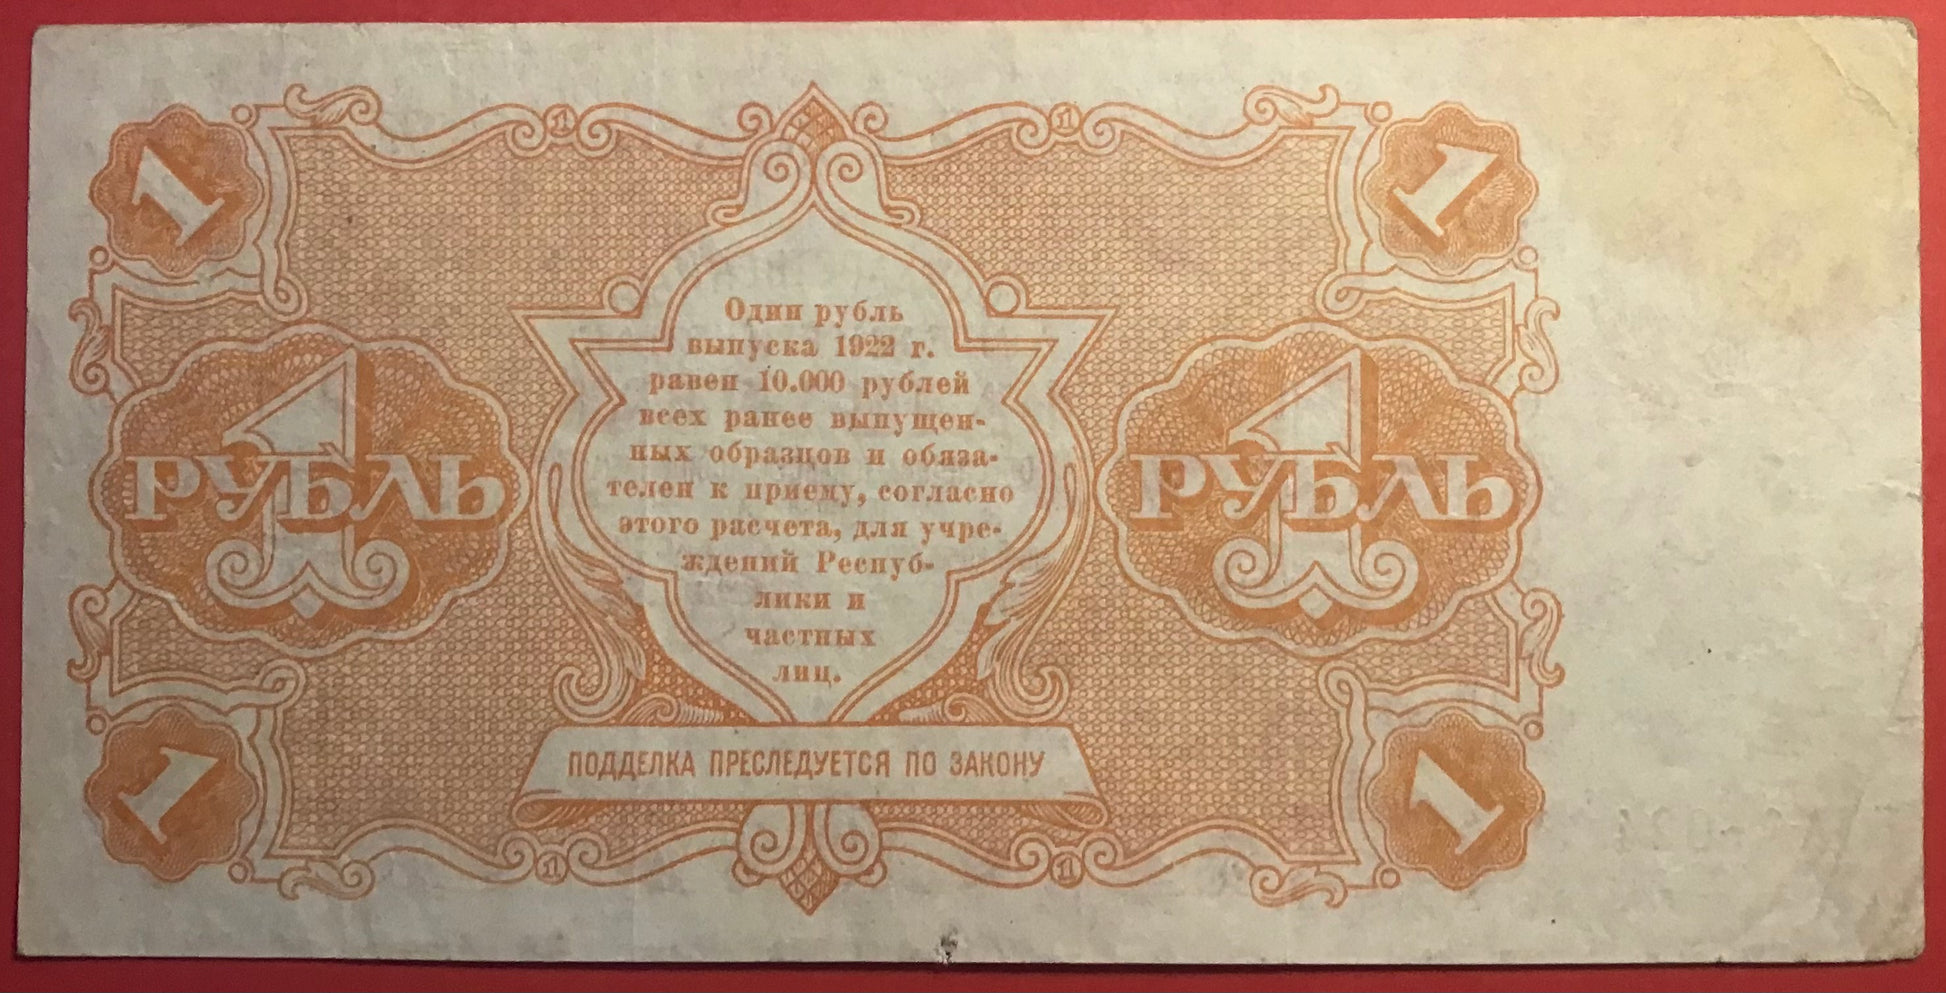 1 1 1 1
Один рубль
выпуска 1922 г.
равен 10.000 рублей
всех ранее выпущен-
ных образцов и обяза-
телен к приему, согласно
этого расчета, для учре-
ждений Респуб-
лики и
частных
лиц.
1 РУБЛЬ 1 РУБЛЬ
ПОДДЕЛКА ПРЕСЛЕДУЕТСЯ ПО ЗАКОНУ
1 1 1 1